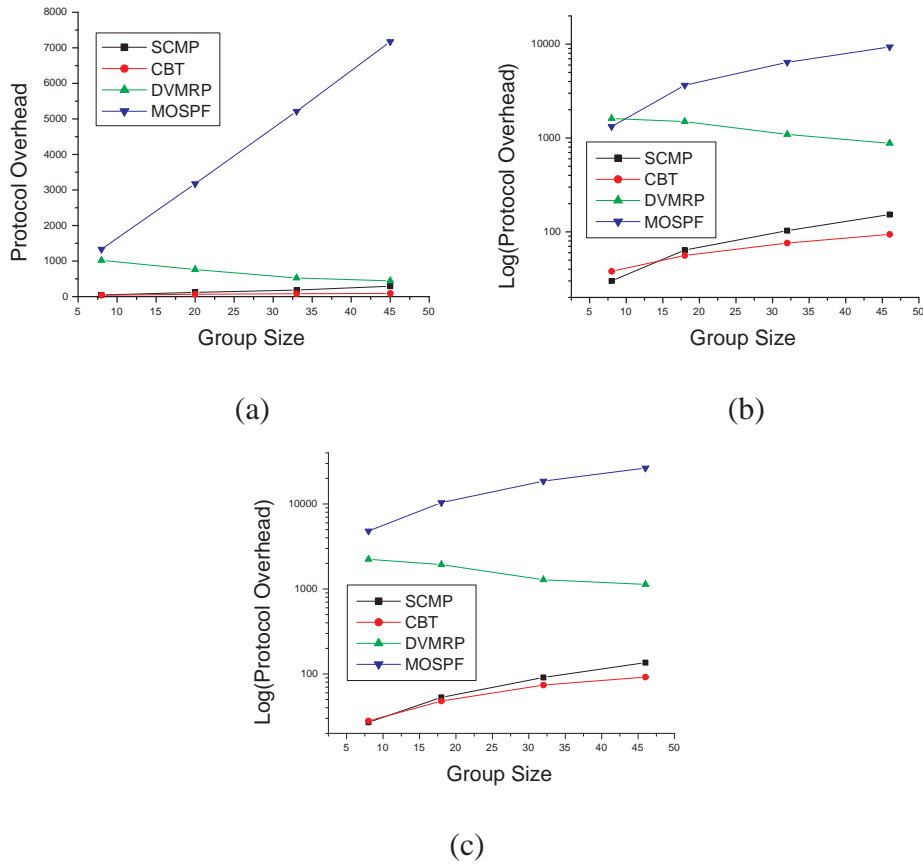 8000
7000
6000
5000
4000
3000
2000
1000
0
Protocol Overhead
SCMP
CBT
DVMRP
MOSPF
5 10 15 20 25 30 35 40 45 50
Group Size
(a)
10000
1000
100
Log(Protocol Overhead)
SCMP
CBT
DVMRP
MOSPF
5 10 15 20 25 30 35 40 45 50
Group Size
(b)
10000
1000
100
Log(Protocol Overhead)
SCMP
CBT
DVMRP
MOSPF
5 10 15 20 25 30 35 40 45 50
Group Size
(c)